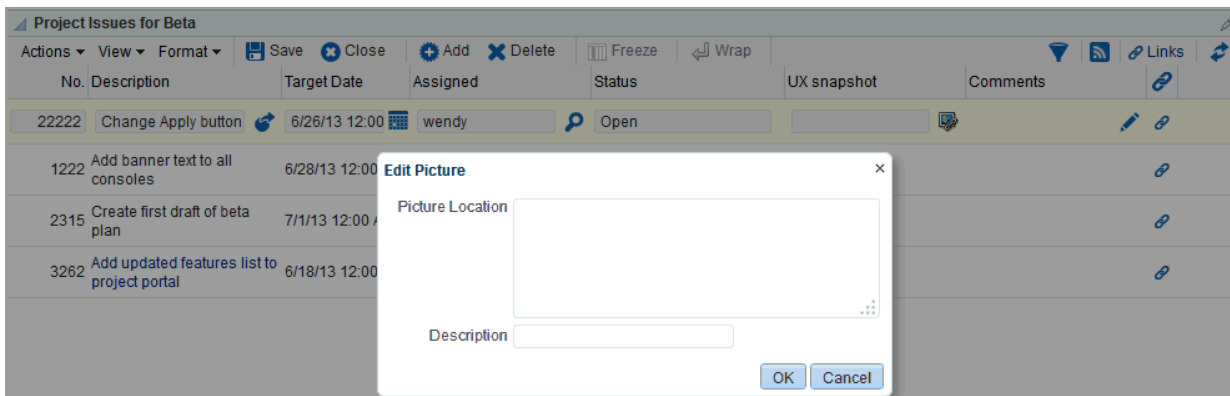 Project Issues for Beta
Actions View Format Save Close Add Delete Freeze Wrap Links
No. Description Target Date Assigned Status UX snapshot Comments
22222 Change Apply button 6/26/13 12:00 wendy Open
1222 Add banner text to all consoles 6/28/13 12:00
2315 Create first draft of beta plan 7/1/13 12:00
3262 Add updated features list to project portal 6/18/13 12:00
Edit Picture
Picture Location
Description
OK Cancel